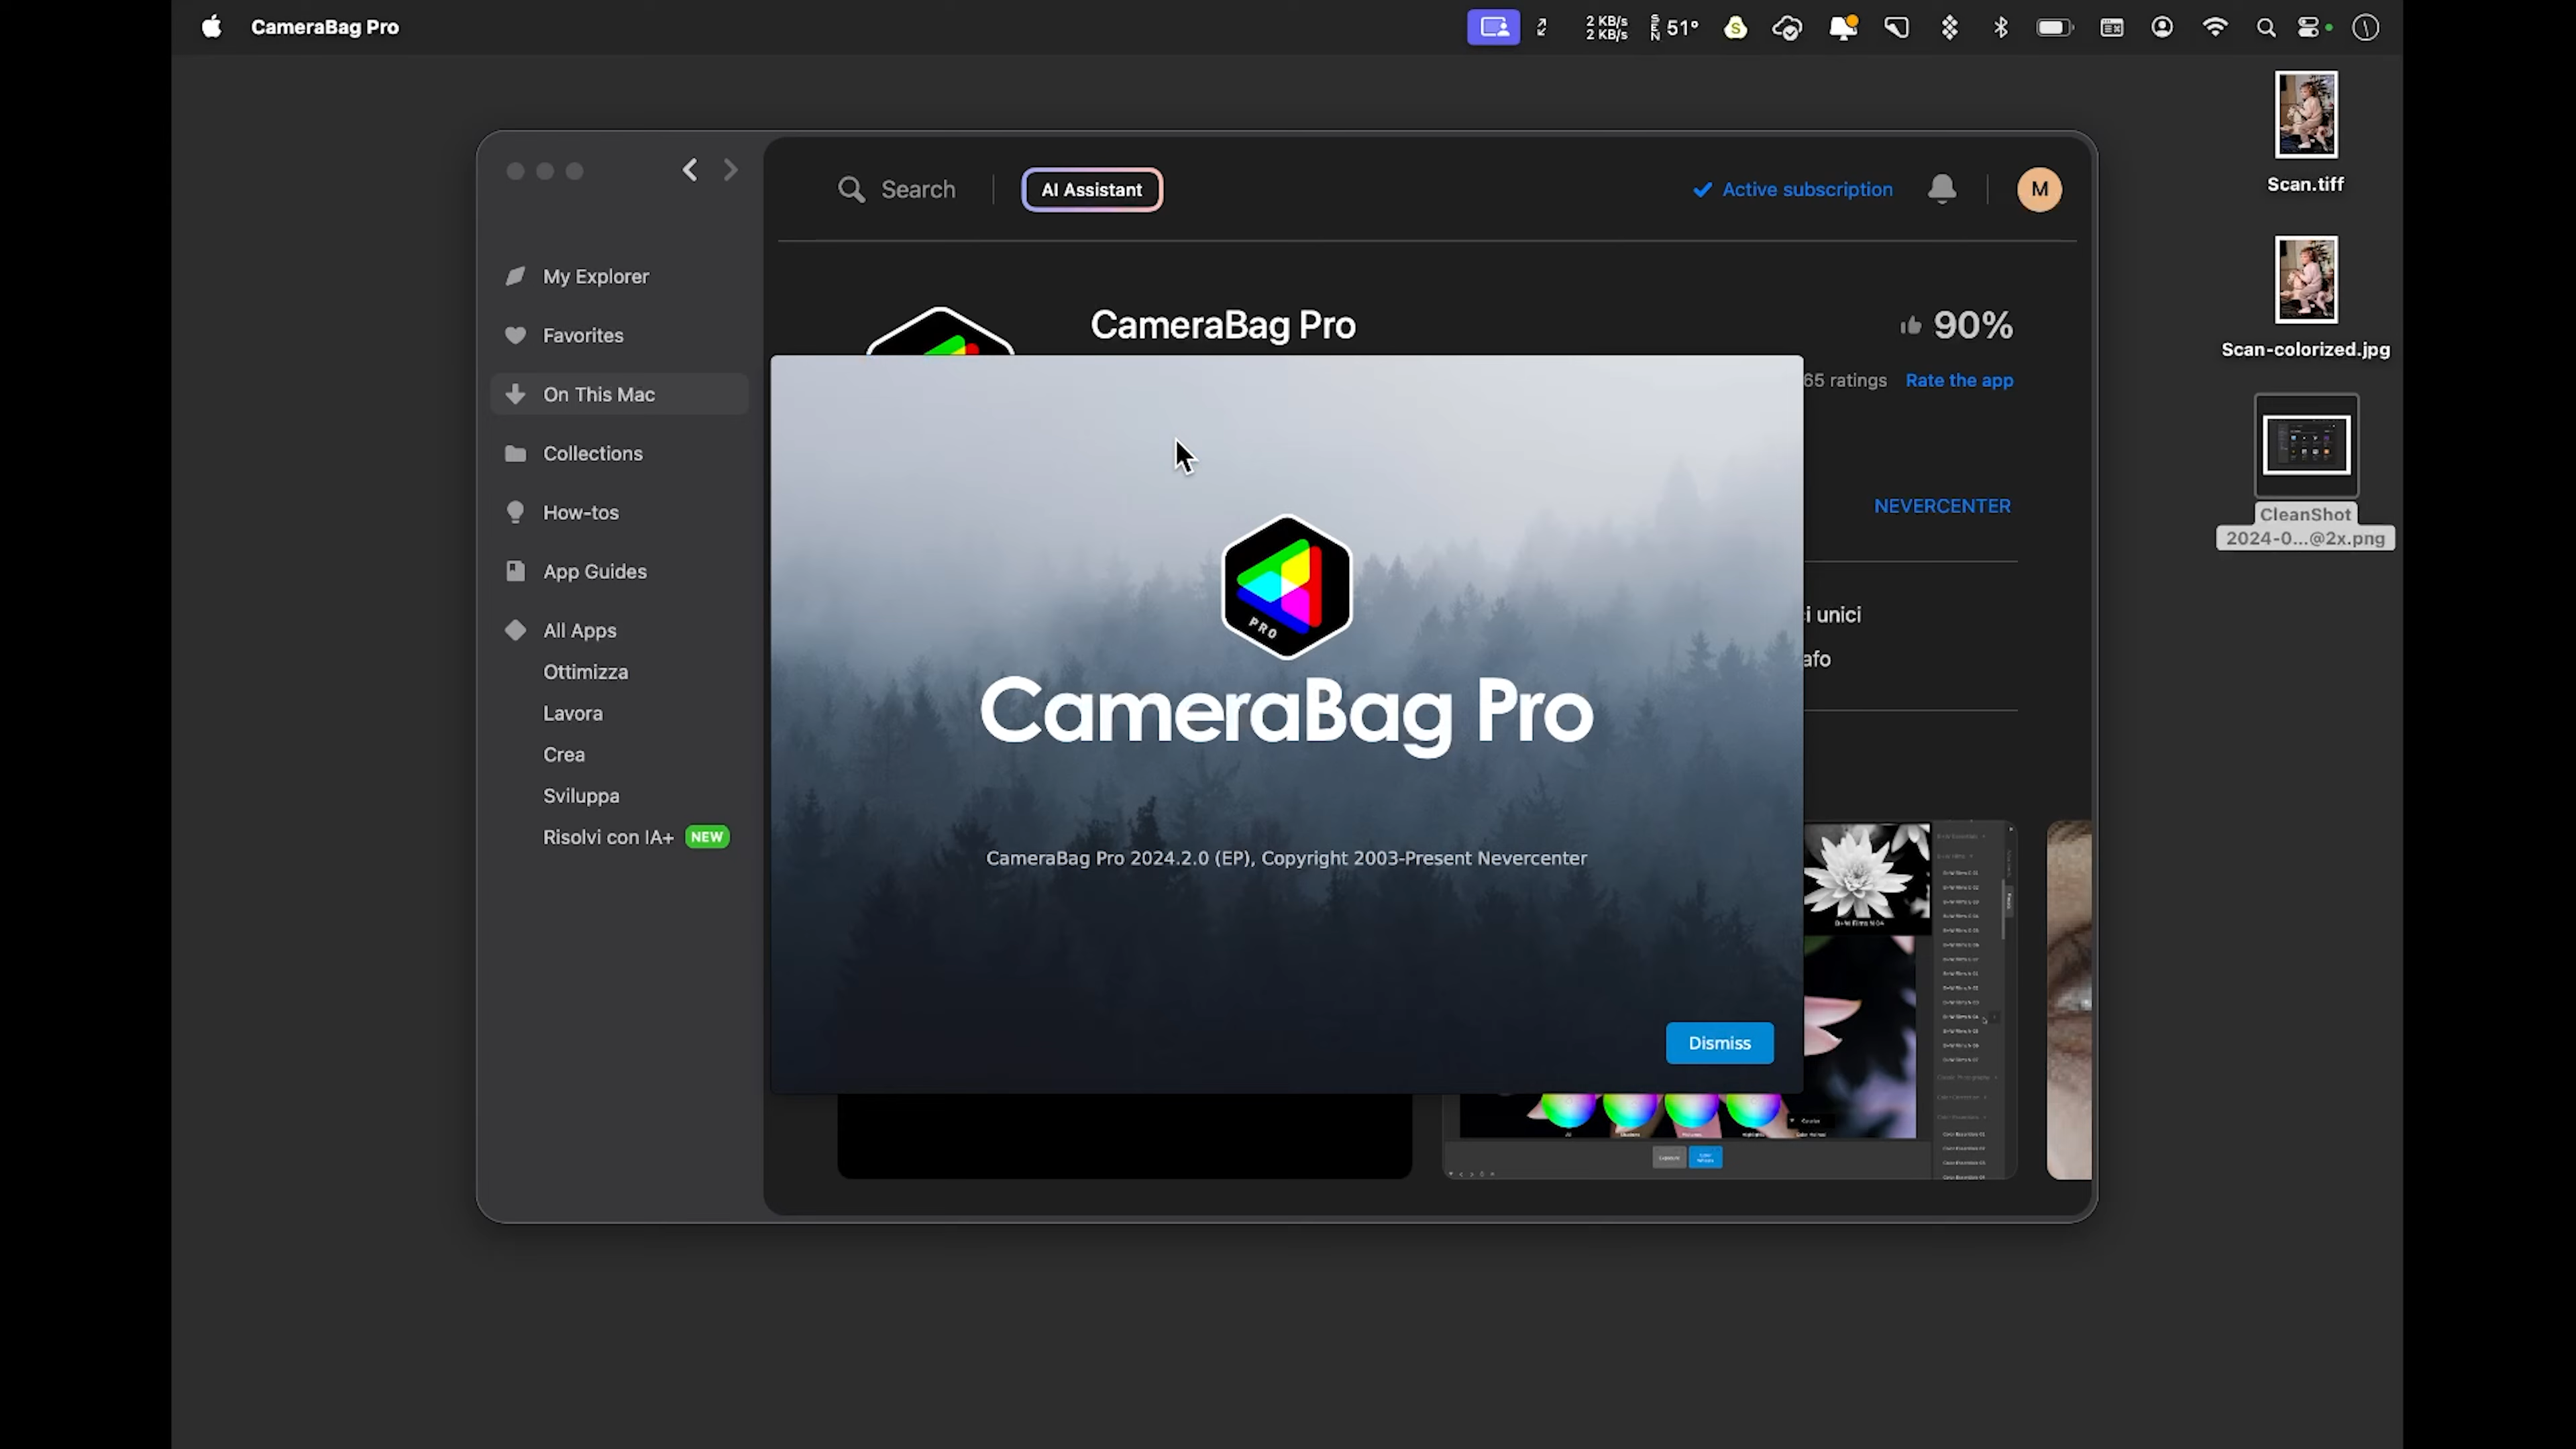 CameraBag Pro
2 KB/s
2 KB/s
SEN 51°
Scan.tiff
Scan-colorized.jpg
CleanShot
2024-0...@2x.png
Search
AI Assistant
Active subscription
M
My Explorer
Favorites
On This Mac
Collections
How-tos
App Guides
All Apps
Ottimizza
Lavora
Crea
Sviluppa
Risolvi con IA+ NEW
CameraBag Pro
90%
65 ratings Rate the app
NEVERCENTER
i unici
afo
PRO
CameraBag Pro
CameraBag Pro 2024.2.0 (EP), Copyright 2003-Present Nevercenter
Dismiss
B+W Films N 04